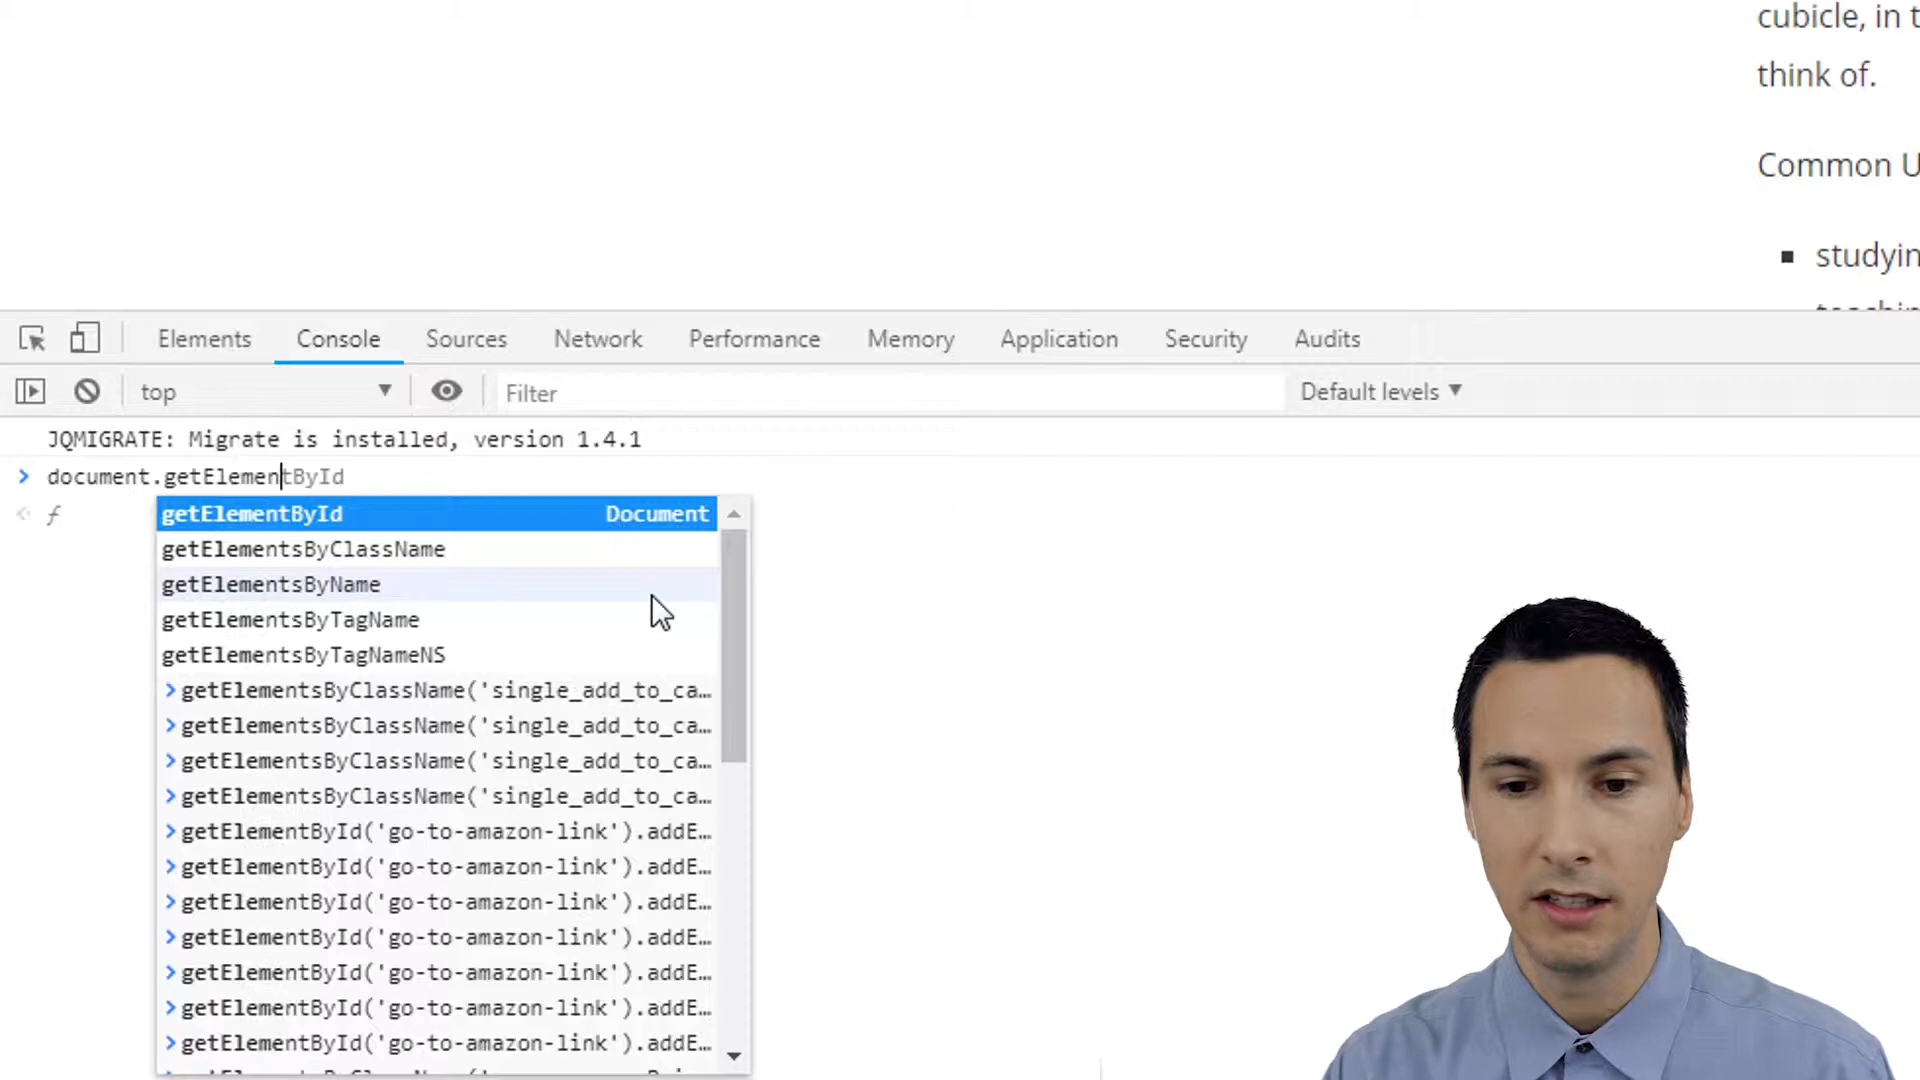 cubicle, in t
think of.
Common U
studyin
Elements Console Sources Network Performance Memory Application Security Audits
top Filter Default levels
JQMIGRATE: Migrate is installed, version 1.4.1
document.getElementById
f
getElementById Document
getElementsByClassName
getElementsByName
getElementsByTagName
getElementsByTagNameNS
getElementsByClassName('single_add_to_ca…
getElementsByClassName('single_add_to_ca…
getElementsByClassName('single_add_to_ca…
getElementsByClassName('single_add_to_ca…
getElementById('go-to-amazon-link').addE…
getElementById('go-to-amazon-link').addE…
getElementById('go-to-amazon-link').addE…
getElementById('go-to-amazon-link').addE…
getElementById('go-to-amazon-link').addE…
getElementById('go-to-amazon-link').addE…
getElementById('go-to-amazon-link').addE…